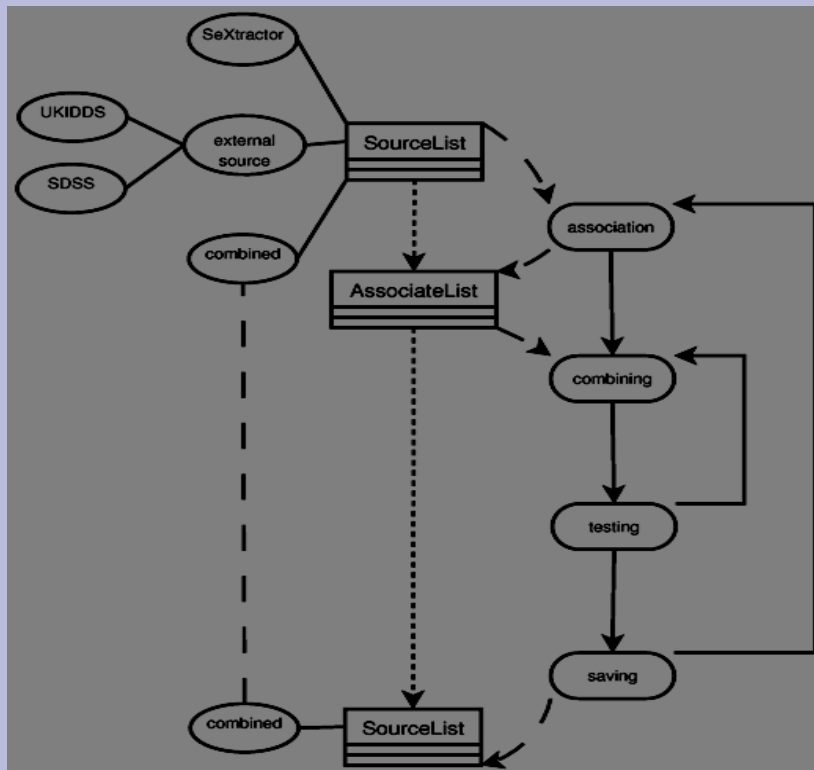 SeXtractor
UKIDDS
external
source
SDSS
SourceList
combined
association
AssociateList
combining
testing
saving
combined
SourceList